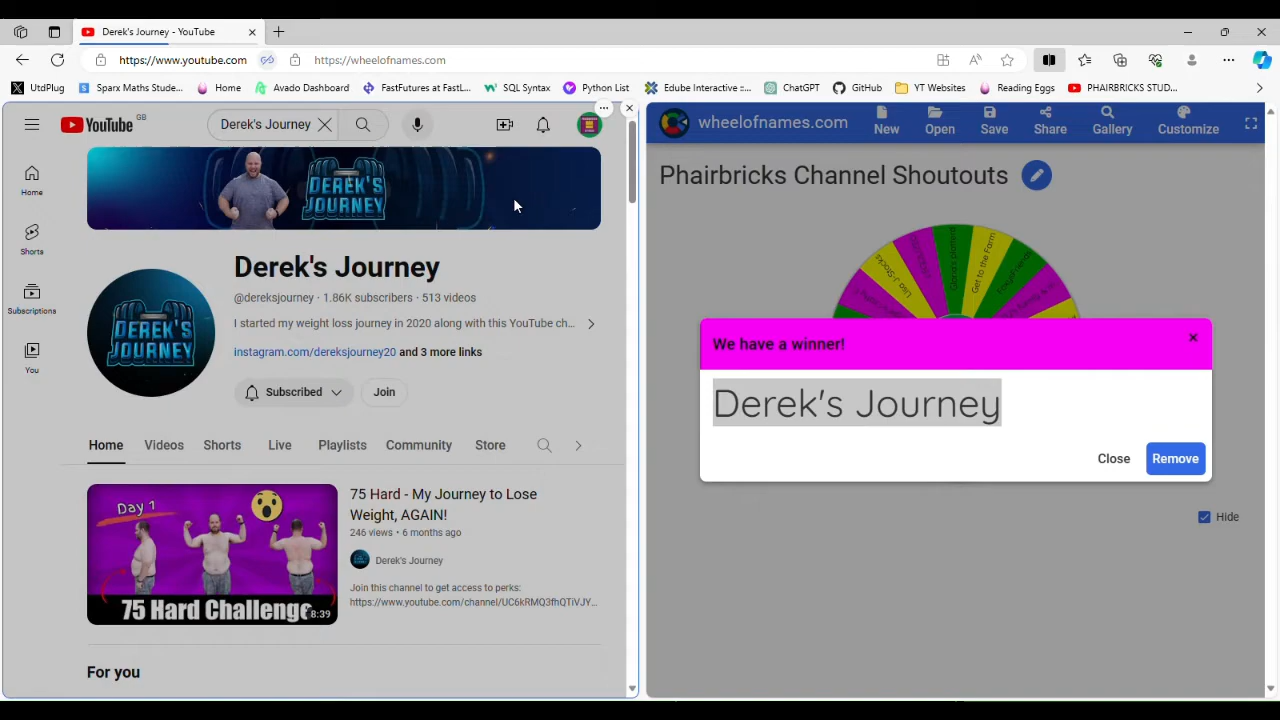 Derek's Journey - YouTube
https://www.youtube.com
https://wheelofnames.com
UtdPlug
Sparx Maths Stude...
Home
Avado Dashboard
FastFutures at FastL...
SQL Syntax
Python List
Edube Interactive ::...
ChatGPT
GitHub
YT Websites
Reading Eggs
PHAIRBRICKS STUD...
YouTube GB
Derek's Journey
Home
Shorts
Subscriptions
You
DEREK'S
JOURNEY
DEREK'S
JOURNEY
Derek's Journey
@dereksjourney · 1.86K subscribers · 513 videos
I started my weight loss journey in 2020 along with this YouTube ch...
instagram.com/dereksjourney20 and 3 more links
Subscribed
Join
Home Videos Shorts Live Playlists Community Store
Day 1
75 Hard Challenge
8:39
75 Hard - My Journey to Lose
Weight, AGAIN!
246 views • 6 months ago
Derek's Journey
Join this channel to get access to perks:
https://www.youtube.com/channel/UC6kRMQ3fhQTiVJY...
For you
wheelofnames.com
New
Open
Save
Share
Gallery
Customize
Phairbricks Channel Shoutouts
Get to the Farm
We have a winner!
Derek's Journey
Close
Remove
Hide